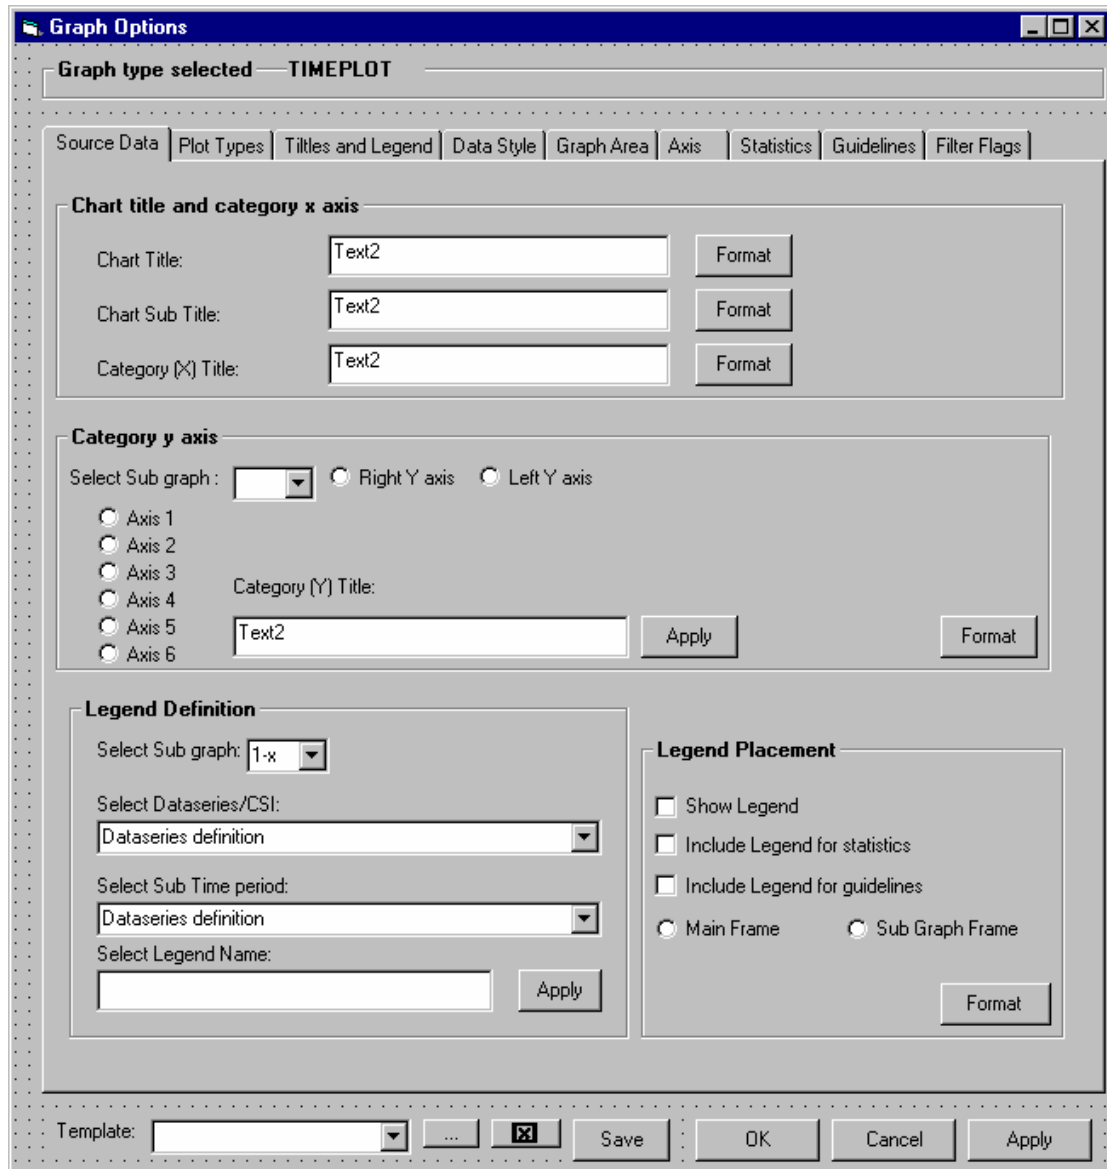 Graph Options
Graph type selected TIMEPLOT
Source Data Plot Types Tiltles and Legend Data Style Graph Area Axis Statistics Guidelines Filter Flags
Chart title and category x axis
Chart Title: Text2 Format
Chart Sub Title: Text2 Format
Category (X) Title: Text2 Format
Category y axis
Select Sub graph : Right Y axis Left Y axis
Axis 1
Axis 2
Axis 3
Axis 4
Axis 5
Axis 6
Category (Y) Title:
Text2 Apply Format
Legend Definition
Select Sub graph: 1-x
Select Dataseries/CSI:
Dataseries definition
Select Sub Time period:
Dataseries definition
Select Legend Name:
Apply
Legend Placement
Show Legend
Include Legend for statistics
Include Legend for guidelines
Main Frame Sub Graph Frame
Format
Template: ... Save OK Cancel Apply